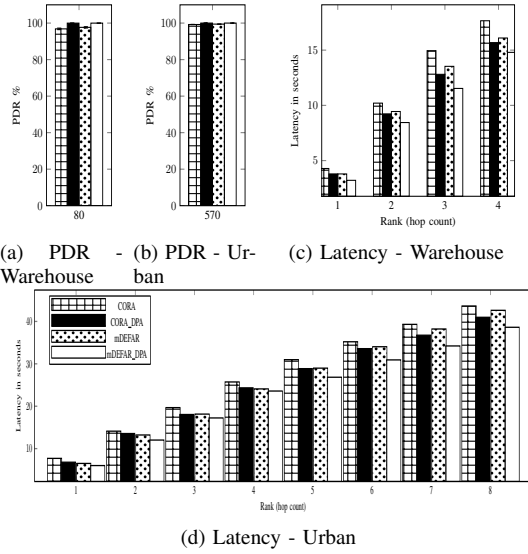 100
80
60
40
20
0
PDR %
80
100
80
60
40
20
0
PDR %
570
15
10
5
Latency in seconds
1 2 3 4
Rank (hop count)
(a) PDR - Warehouse
(b) PDR - Ur-
ban
(c) Latency - Warehouse
CORA
CORA_DPA
mDEFAR
mDEFAR_DPA
40
30
20
10
Latency in seconds
1 2 3 4 5 6 7 8
Rank (hop count)
(d) Latency - Urban